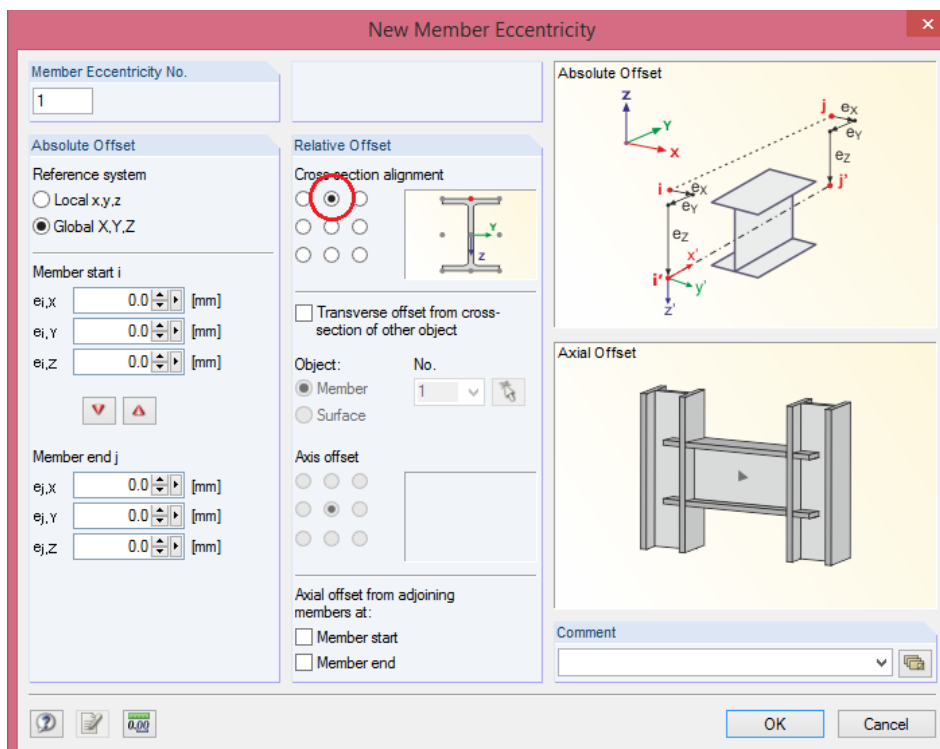 New Member Eccentricity
×
Member Eccentricity No.
1
Absolute Offset
Reference system
Local x,y,z
Global X,Y,Z
Member start i
ei,X 0.0 [mm]
ei,Y 0.0 [mm]
ei,Z 0.0 [mm]
Member end j
ej,X 0.0 [mm]
ej,Y 0.0 [mm]
ej,Z 0.0 [mm]
Relative Offset
Cross-section alignment
Y
z
Transverse offset from cross-
section of other object
Object: No.
Member 1
Surface
Axis offset
Axial offset from adjoining
members at:
Member start
Member end
Absolute Offset
Z
Y
X
j eX
eY
eZ
j'
i eX
eY
eZ
x'
i'
y'
z'
Axial Offset
Comment
0.00
OK
Cancel